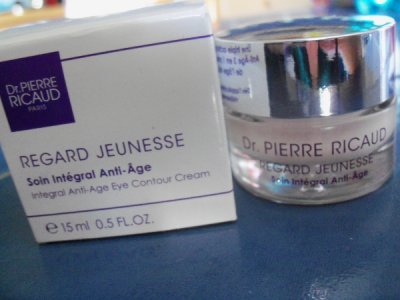 Dr. PIERRE
RICAUD
PARIS
REGARD JEUNESSE
Soin Intégral Anti-Âge
Integral Anti-Age Eye Contour Cream
e 15 ml 0.5 FL.OZ.
Dr. PIERRE RICAUD
REGARD JEUNESSE
Soin Intégral Anti-Âge